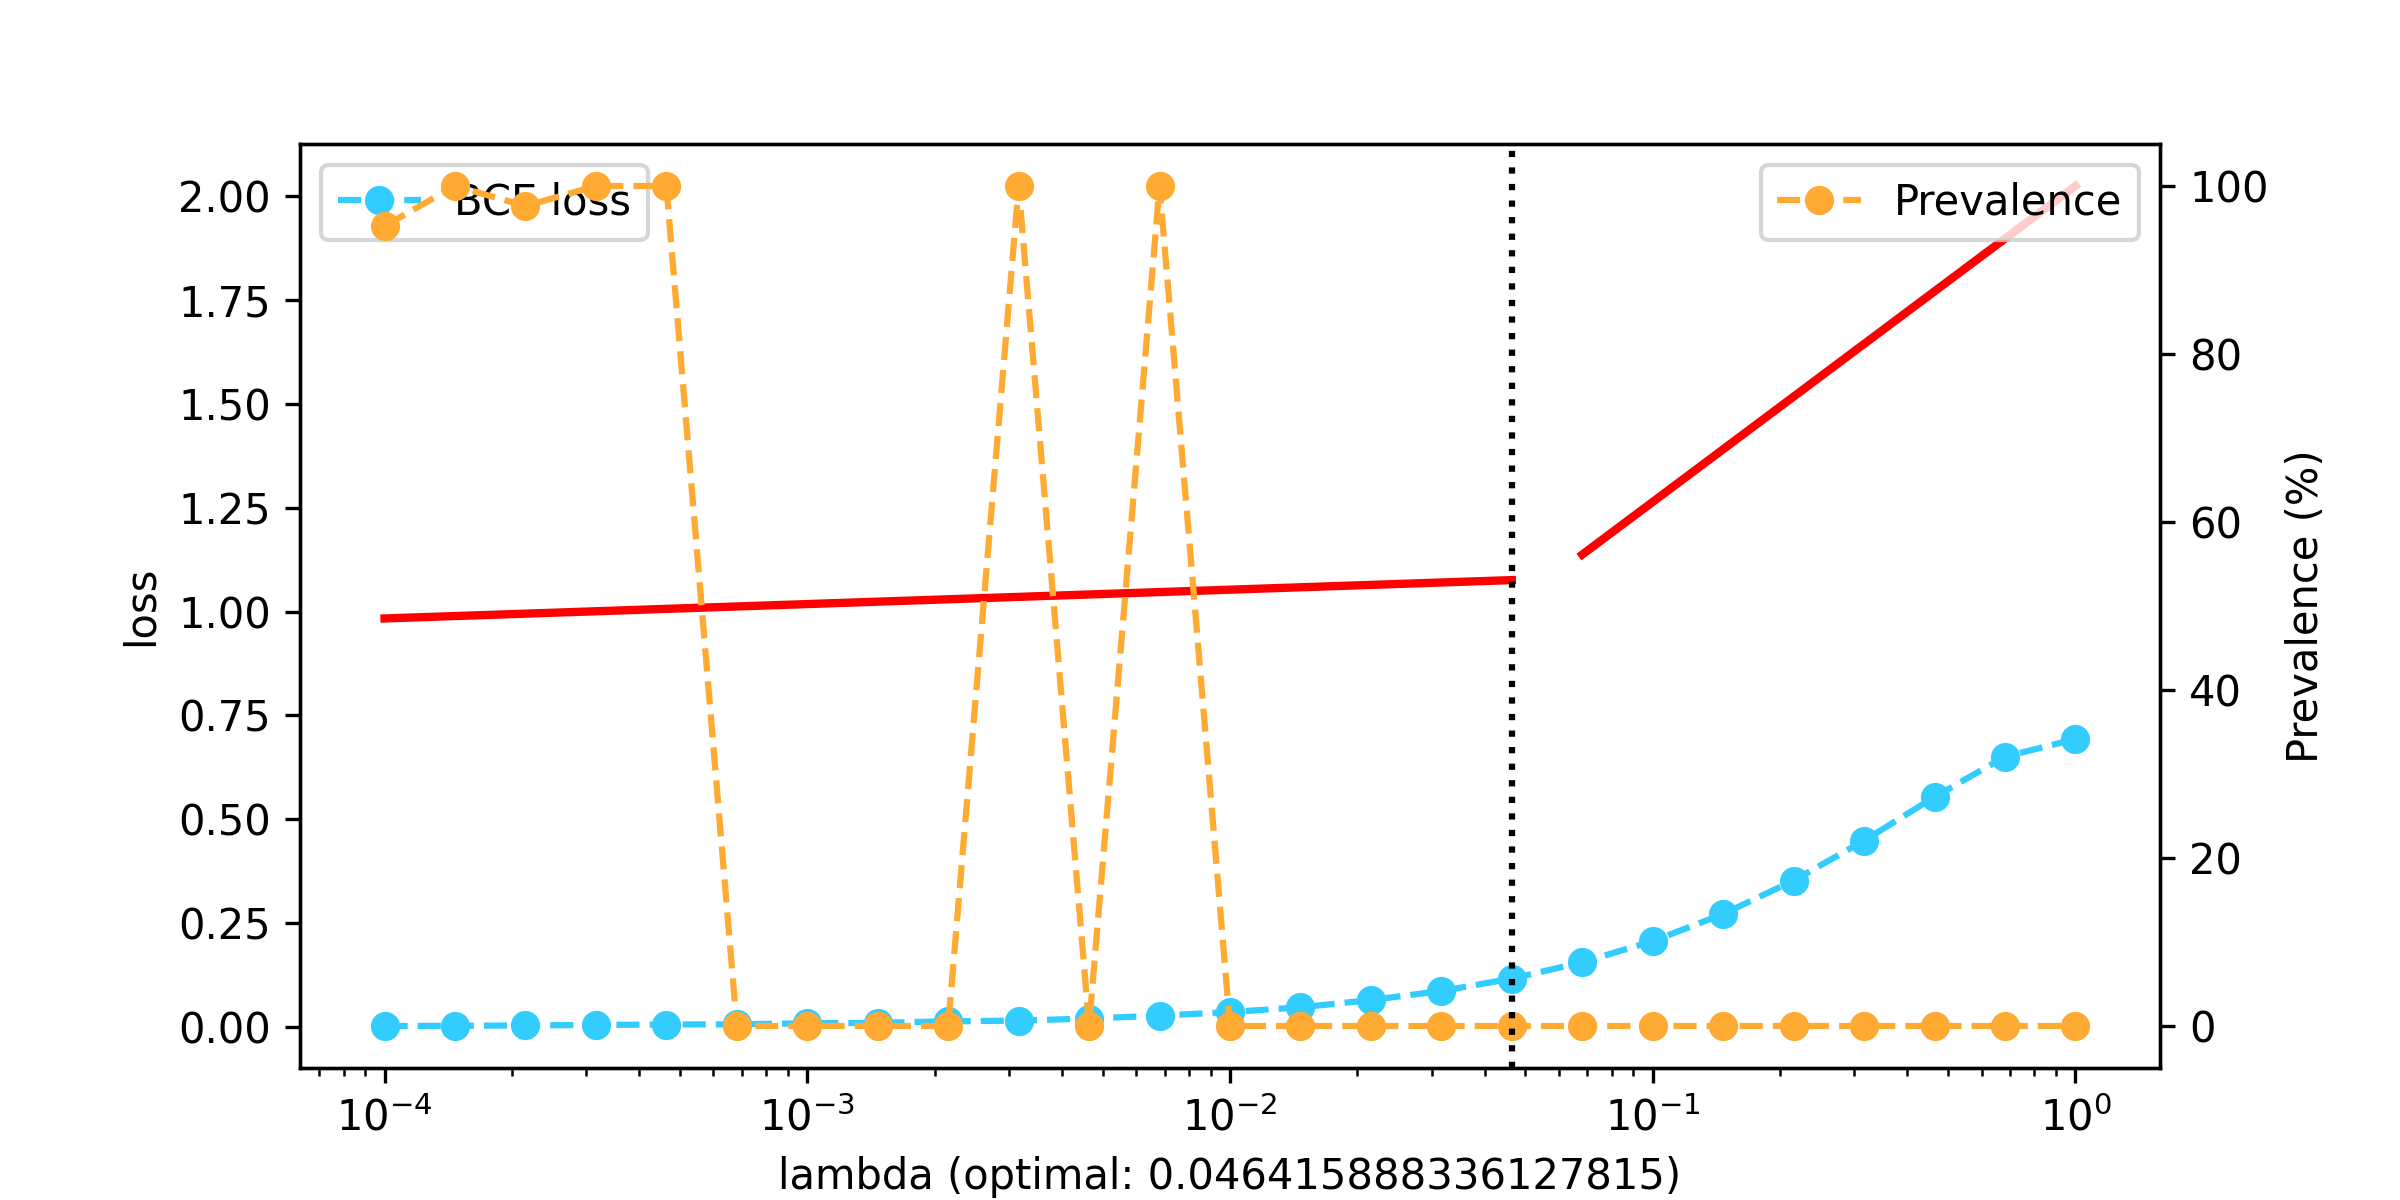 BCE loss
Prevalence
2.00
1.75
1.50
1.25
1.00
0.75
0.50
0.25
0.00
loss
100
80
60
40
20
0
Prevalence (%)
10⁻⁴ 10⁻³ 10⁻² 10⁻¹ 10⁰
lambda (optimal: 0.046415888336127815)